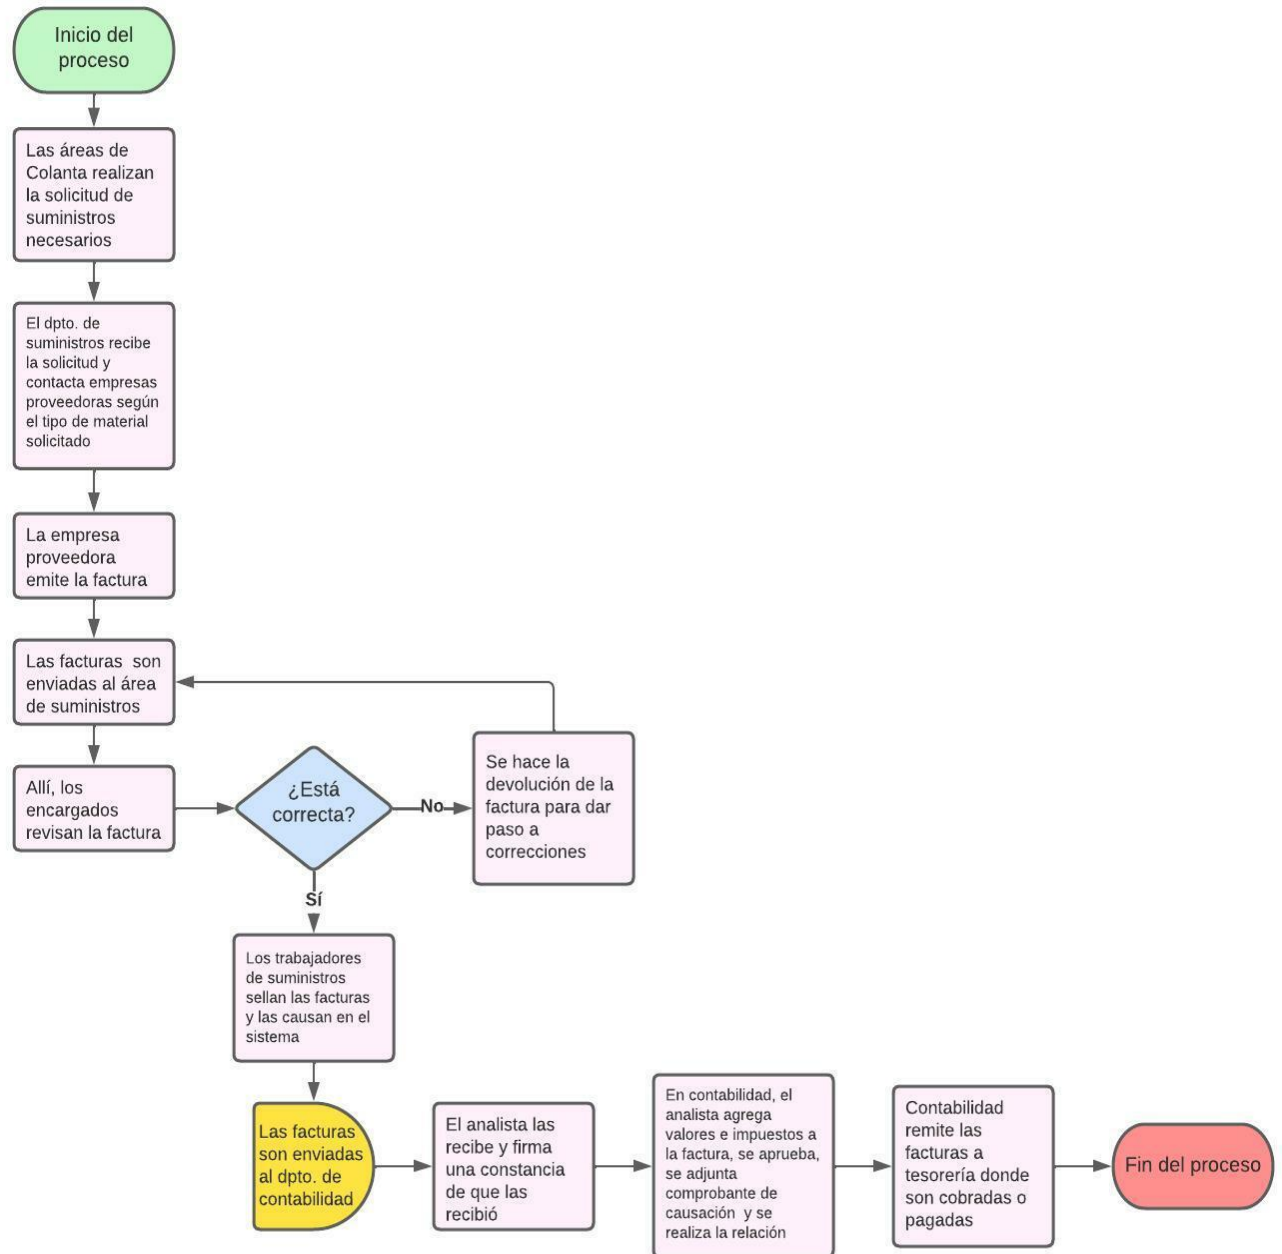 Inicio del
proceso
Las áreas de
Colanta realizan
la solicitud de
suministros
necesarios
El dpto. de
suministros recibe
la solicitud y
contacta empresas
proveedoras según
el tipo de material
solicitado
La empresa
proveedora
emite la factura
Las facturas son
enviadas al área
de suministros
Allí, los
encargados
revisan la factura
¿Está
correcta?
No
Se hace la
devolución de la
factura para dar
paso a
correcciones
Sí
Los trabajadores
de suministros
sellan las facturas
y las causan en el
sistema
Las facturas
son enviadas
al dpto. de
contabilidad
El analista las
recibe y firma
una constancia
de que las
recibió
En contabilidad, el
analista agrega
valores e impuestos a
la factura, se aprueba,
se adjunta
comprobante de
causación y se
realiza la relación
Contabilidad
remite las
facturas a
tesorería donde
son cobradas o
pagadas
Fin del proceso